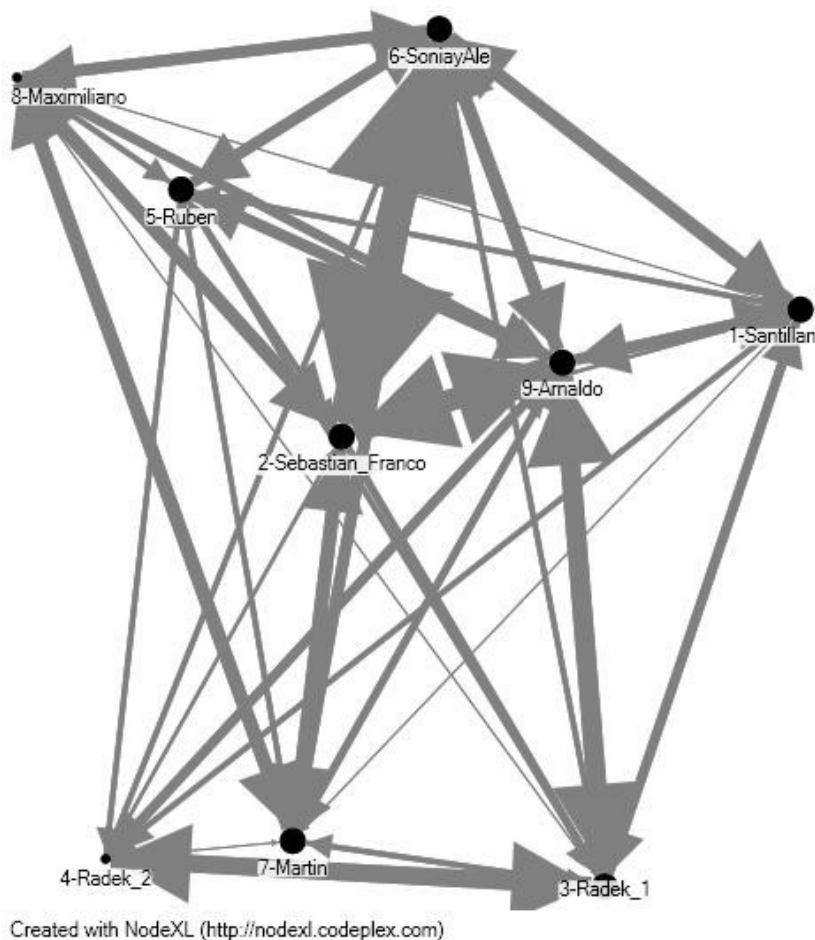 6-SoniayAle
8-Maximiliano
5-Ruben
1-Santillan
9-Arnaldo
2-Sebastian_Franco
4-Radek_2
7-Martin
3-Radek_1
Created with NodeXL (http://nodexl.codeplex.com)